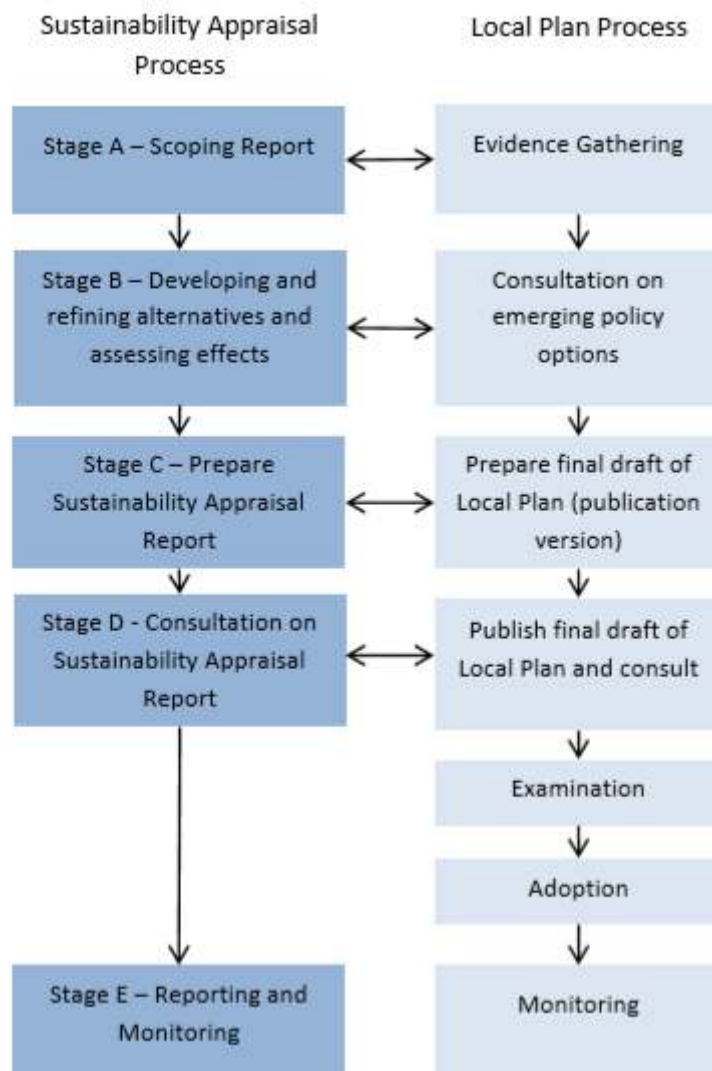 Sustainability Appraisal
Process
Local Plan Process
Stage A – Scoping Report
Evidence Gathering
Stage B – Developing and
refining alternatives and
assessing effects
Consultation on
emerging policy
options
Stage C – Prepare
Sustainability Appraisal
Report
Prepare final draft of
Local Plan (publication
version)
Stage D - Consultation on
Sustainability Appraisal
Report
Publish final draft of
Local Plan and consult
Examination
Adoption
Stage E – Reporting and
Monitoring
Monitoring